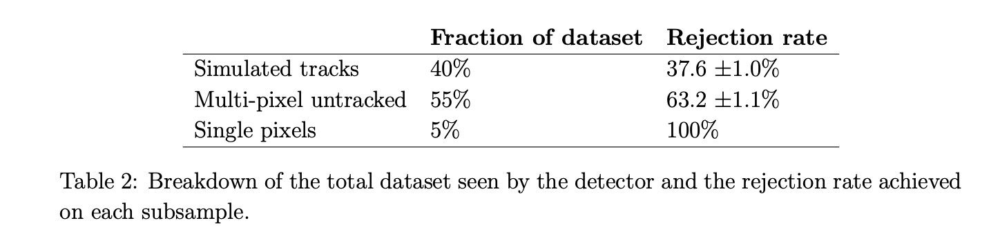 Fraction of dataset Rejection rate
Simulated tracks 40% 37.6 ±1.0%
Multi-pixel untracked 55% 63.2 ±1.1%
Single pixels 5% 100%
Table 2: Breakdown of the total dataset seen by the detector and the rejection rate achieved
on each subsample.